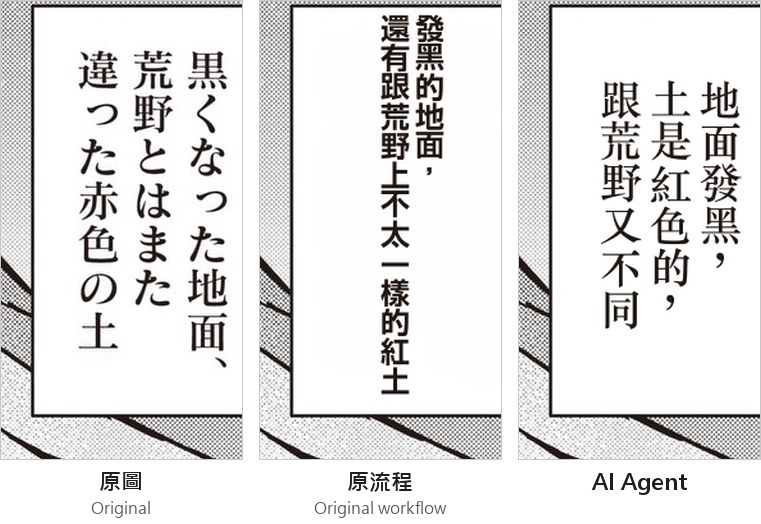 黒くなった地面、
荒野とはまた
違った赤色の土
發黑的地面，
還有跟荒野上不太一樣的紅土
地面發黑，
土是紅色的，
跟荒野又不同
原圖
Original
原流程
Original workflow
AI Agent